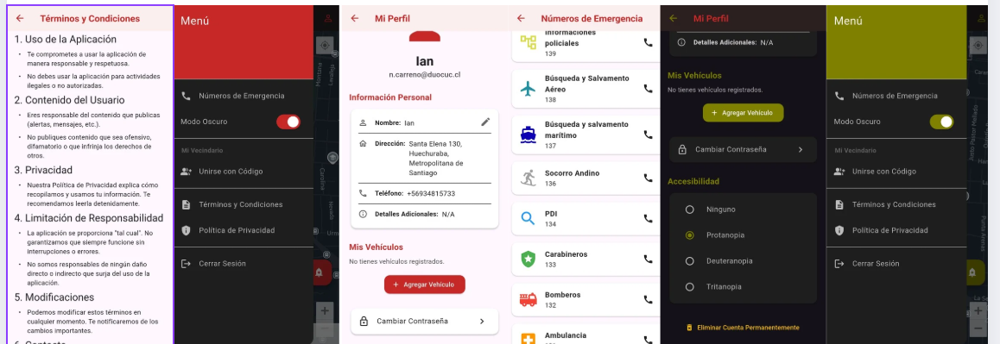 Términos y Condiciones
1. Uso de la Aplicación
Te comprometes a usar la aplicación de
manera responsable y respetuosa.
No debes usar la aplicación para actividades
ilegales o no autorizadas.
2. Contenido del Usuario
Eres responsable del contenido que publicas
(alertas, mensajes, etc.).
No publiques contenido que sea ofensivo,
difamatorio o que infrinja los derechos de
otros.
3. Privacidad
Nuestra Política de Privacidad explica cómo
recopilamos y usamos tu información. Te
recomendamos leerla detenidamente.
4. Limitación de Responsabilidad
La aplicación se proporciona "tal cual". No
garantizamos que siempre funcione sin
interrupciones o errores.
No somos responsables de ningún daño
directo o indirecto que surja del uso de la
aplicación.
5. Modificaciones
Podemos modificar estos términos en
cualquier momento. Te notificaremos de los
cambios importantes.
6. Contacto
Menú
Números de Emergencia
Modo Oscuro
Mi Vecindario
Unirse con Código
Términos y Condiciones
Política de Privacidad
Cerrar Sesión
Mi Perfil
Ian
n.carreno@duocuc.cl
Información Personal
Nombre: Ian
Dirección: Santa Elena 130,
Huechuraba,
Metropolitana de
Santiago
Teléfono: +56934815733
Detalles Adicionales: N/A
Mis Vehículos
No tienes vehículos registrados.
+ Agregar Vehículo
Cambiar Contraseña
Números de Emergencia
Informaciones
policiales
139
Búsqueda y Salvamento
Aéreo
138
Búsqueda y salvamento
marítimo
137
Socorro Andino
136
PDI
134
Carabineros
133
Bomberos
132
Ambulancia
Mi Perfil
Detalles Adicionales: N/A
Mis Vehículos
No tienes vehículos registrados.
+ Agregar Vehículo
Cambiar Contraseña
Accesibilidad
Ninguno
Protanopia
Deuteranopia
Tritanopia
Eliminar Cuenta Permanentemente
Menú
Números de Emergencia
Modo Oscuro
Mi Vecindario
Unirse con Código
Términos y Condiciones
Política de Privacidad
Cerrar Sesión